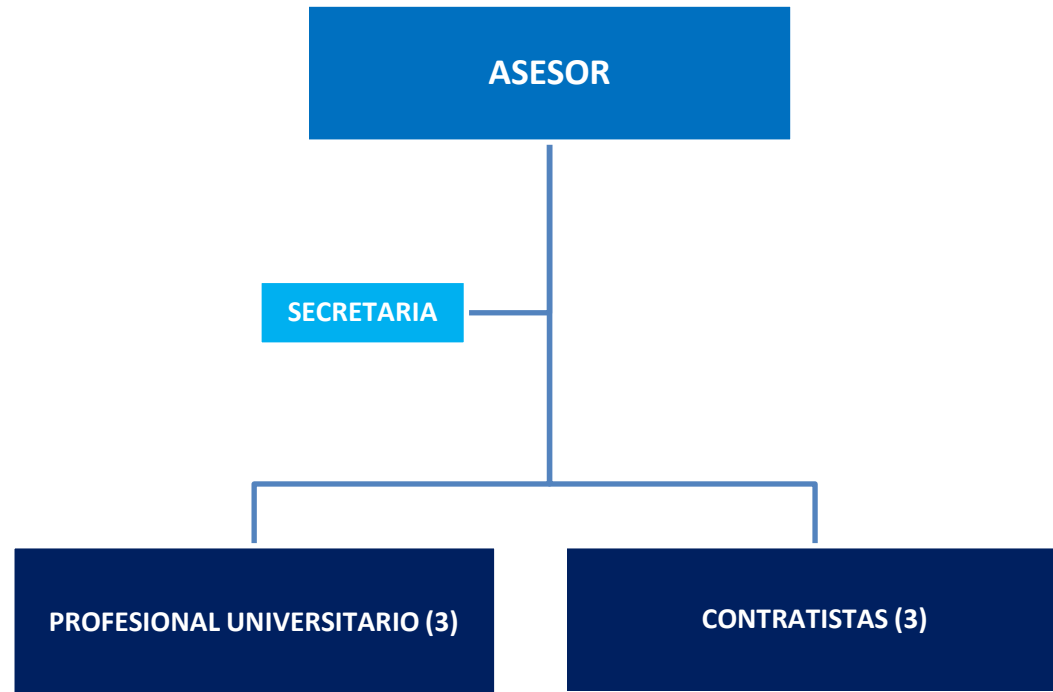 ASESOR
SECRETARIA
PROFESIONAL UNIVERSITARIO (3)
CONTRATISTAS (3)